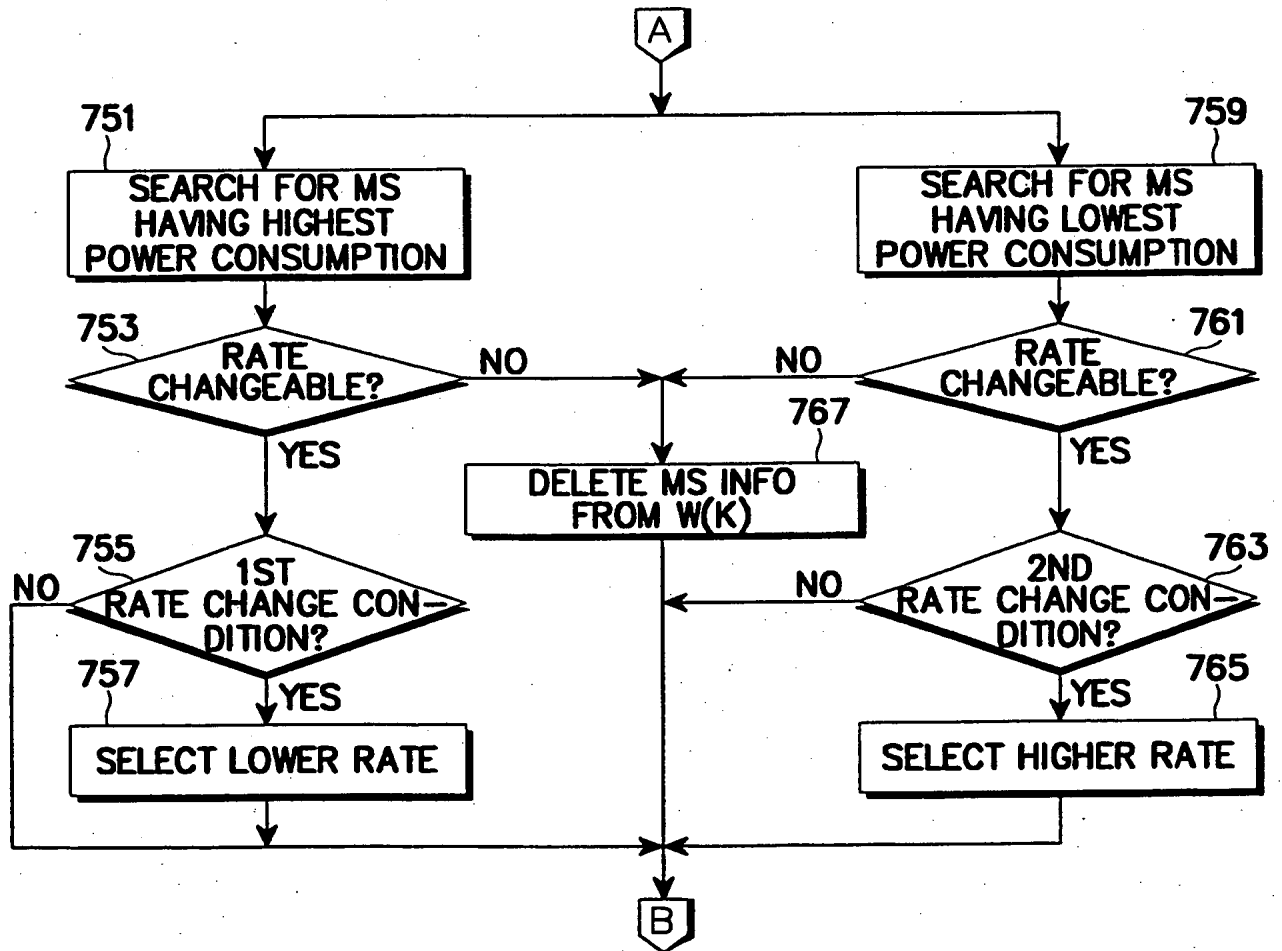 A
751
SEARCH FOR MS
HAVING HIGHEST
POWER CONSUMPTION
759
SEARCH FOR MS
HAVING LOWEST
POWER CONSUMPTION
753
RATE
CHANGEABLE?
NO
YES
761
RATE
CHANGEABLE?
NO
YES
767
DELETE MS INFO
FROM W(K)
755
1ST
RATE CHANGE CON-
DITION?
NO
YES
763
2ND
RATE CHANGE CON-
DITION?
NO
YES
757
SELECT LOWER RATE
765
SELECT HIGHER RATE
B